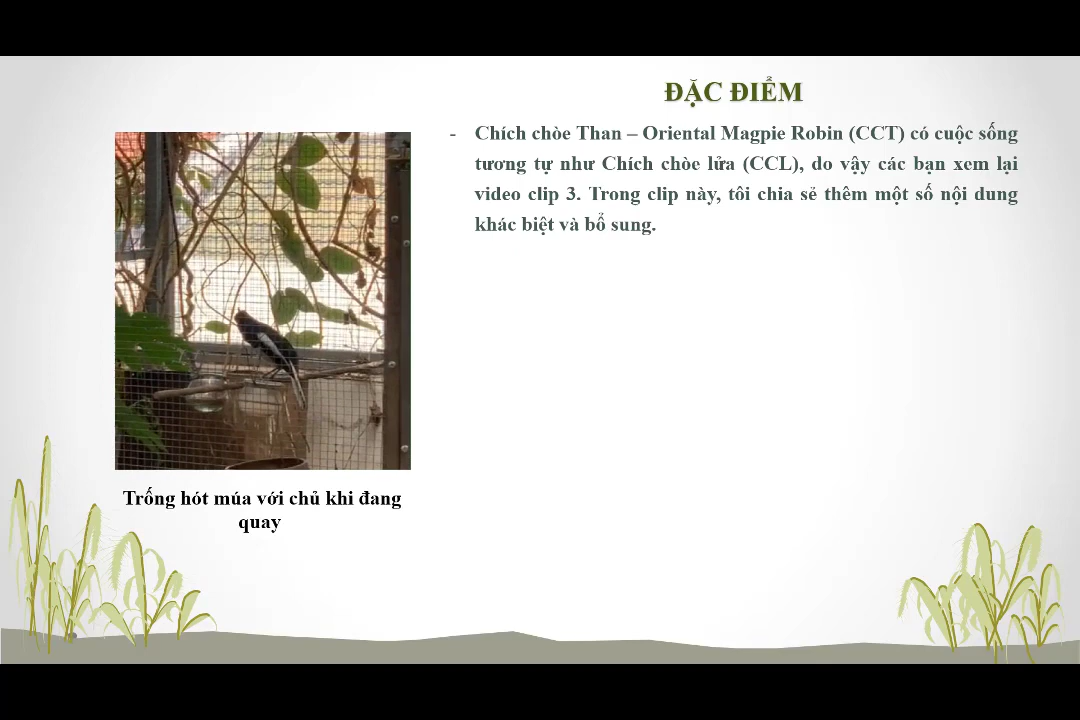 ĐẶC ĐIỂM
- Chích chòe Than – Oriental Magpie Robin (CCT) có cuộc sống
tương tự như Chích chòe lửa (CCL), do vậy các bạn xem lại
video clip 3. Trong clip này, tôi chia sẻ thêm một số nội dung
khác biệt và bổ sung.
Trống hót múa với chủ khi đang
quay